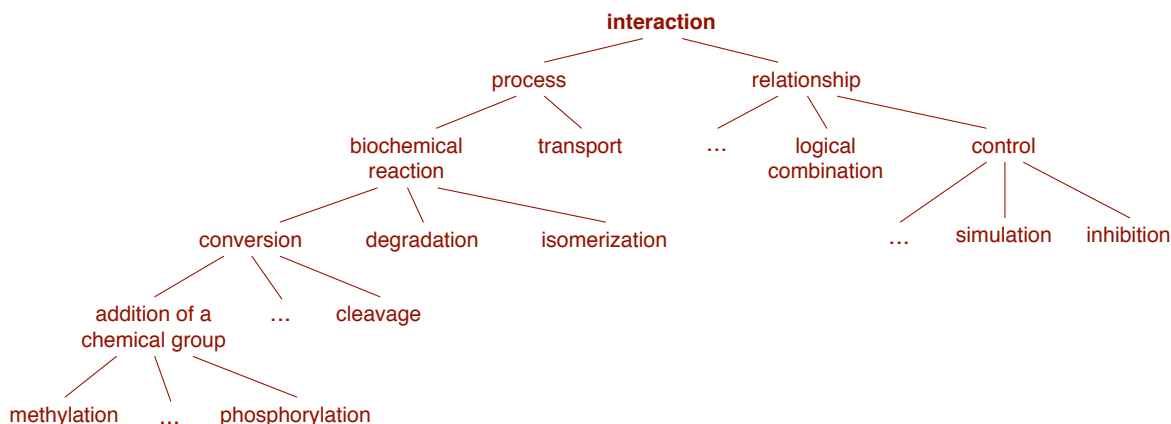 interaction
process
relationship
biochemical
reaction
transport
...
logical
combination
control
conversion
degradation
isomerization
...
simulation
inhibition
addition of a
chemical group
...
cleavage
methylation
...
phosphorylation